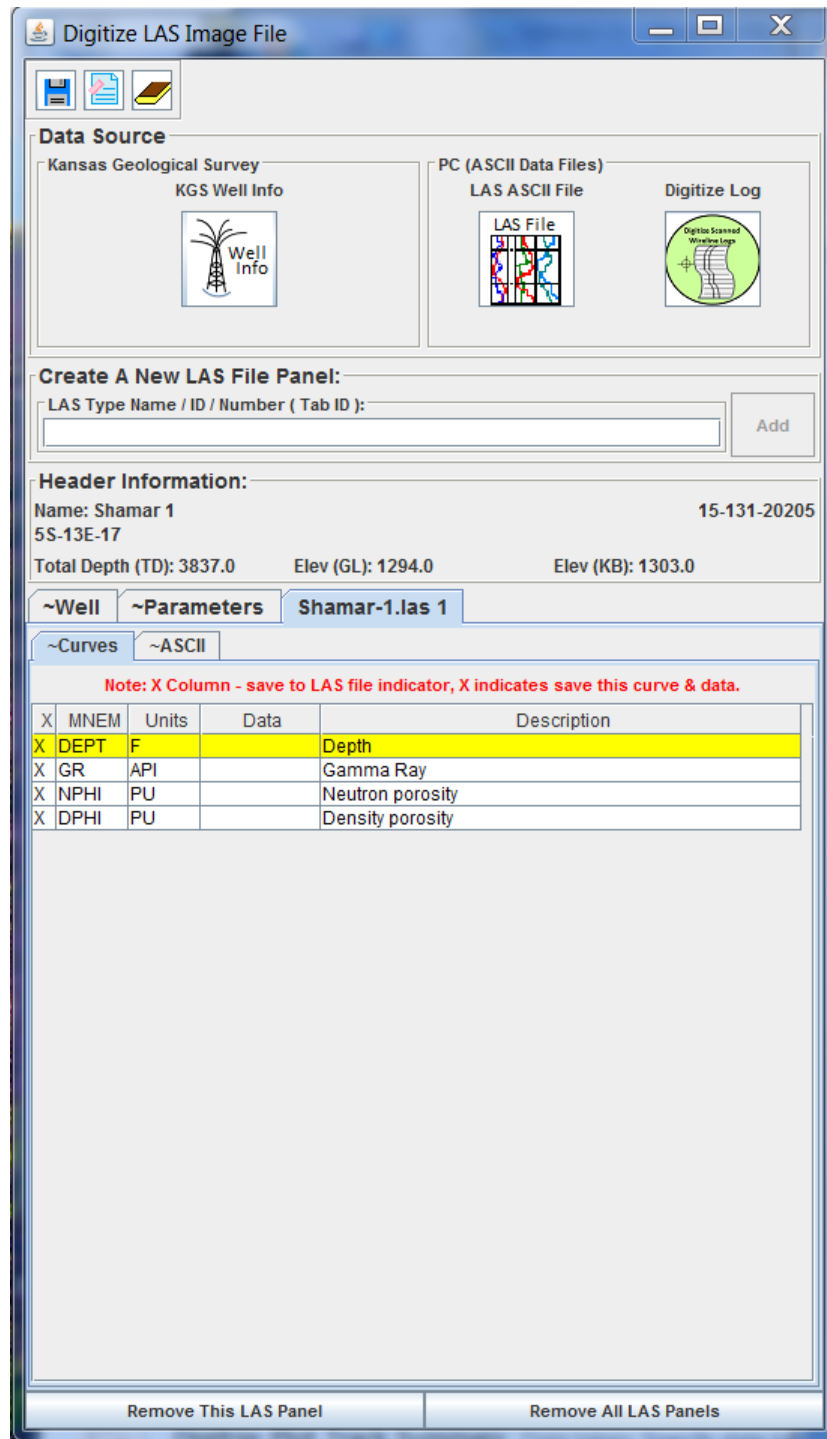 Digitize LAS Image File
Data Source
Kansas Geological Survey
KGS Well Info
Well
Info
PC (ASCII Data Files)
LAS ASCII File Digitize Log
LAS File
Digitize Scanned
Wireline Logs
Create A New LAS File Panel:
LAS Type Name / ID / Number ( Tab ID ):
Add
Header Information:
Name: Shamar 1 15-131-20205
5S-13E-17
Total Depth (TD): 3837.0 Elev (GL): 1294.0 Elev (KB): 1303.0
~Well ~Parameters Shamar-1.las 1
~Curves ~ASCII
Note: X Column - save to LAS file indicator, X indicates save this curve & data.
X MNEM Units Data Description
X DEPT F Depth
X GR API Gamma Ray
X NPHI PU Neutron porosity
X DPHI PU Density porosity
Remove This LAS Panel Remove All LAS Panels